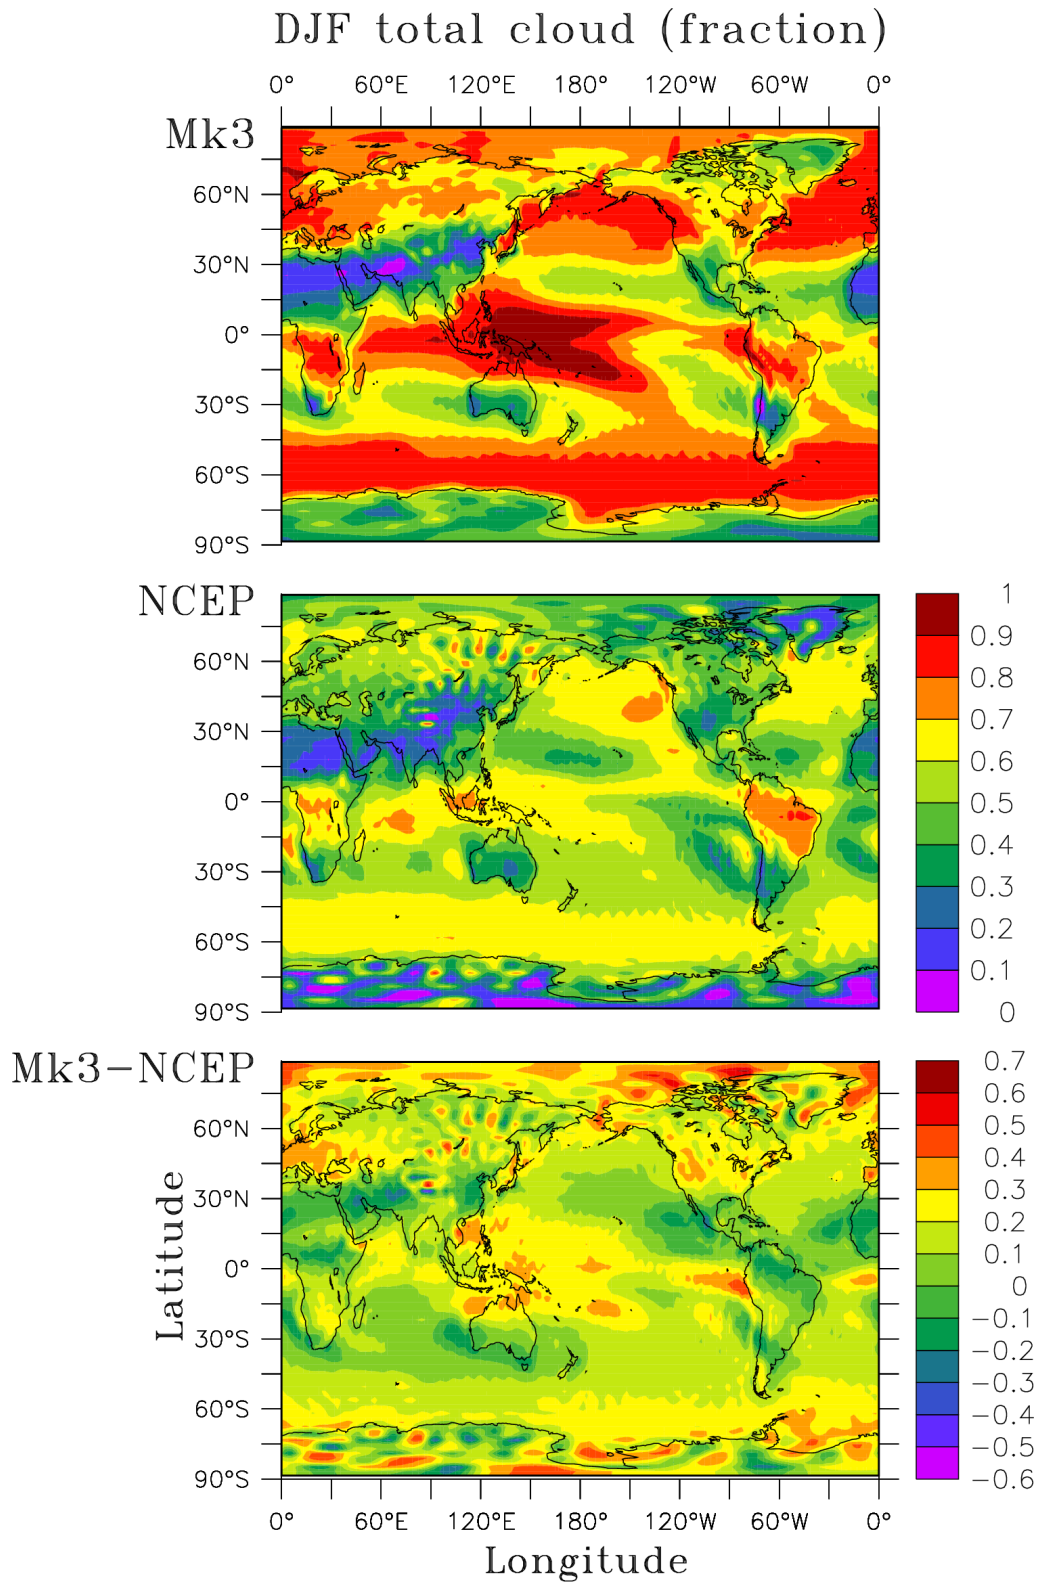 DJF total cloud (fraction)
0° 60°E 120°E 180° 120°W 60°W 0°
Mk3
60°N
30°N
0°
30°S
60°S
90°S
NCEP
60°N
30°N
0°
30°S
60°S
90°S
1
0.9
0.8
0.7
0.6
0.5
0.4
0.3
0.2
0.1
0
Mk3-NCEP
60°N
30°N
0°
30°S
60°S
90°S
Latitude
0.7
0.6
0.5
0.4
0.3
0.2
0.1
0
-0.1
-0.2
-0.3
-0.4
-0.5
-0.6
0° 60°E 120°E 180° 120°W 60°W 0°
Longitude